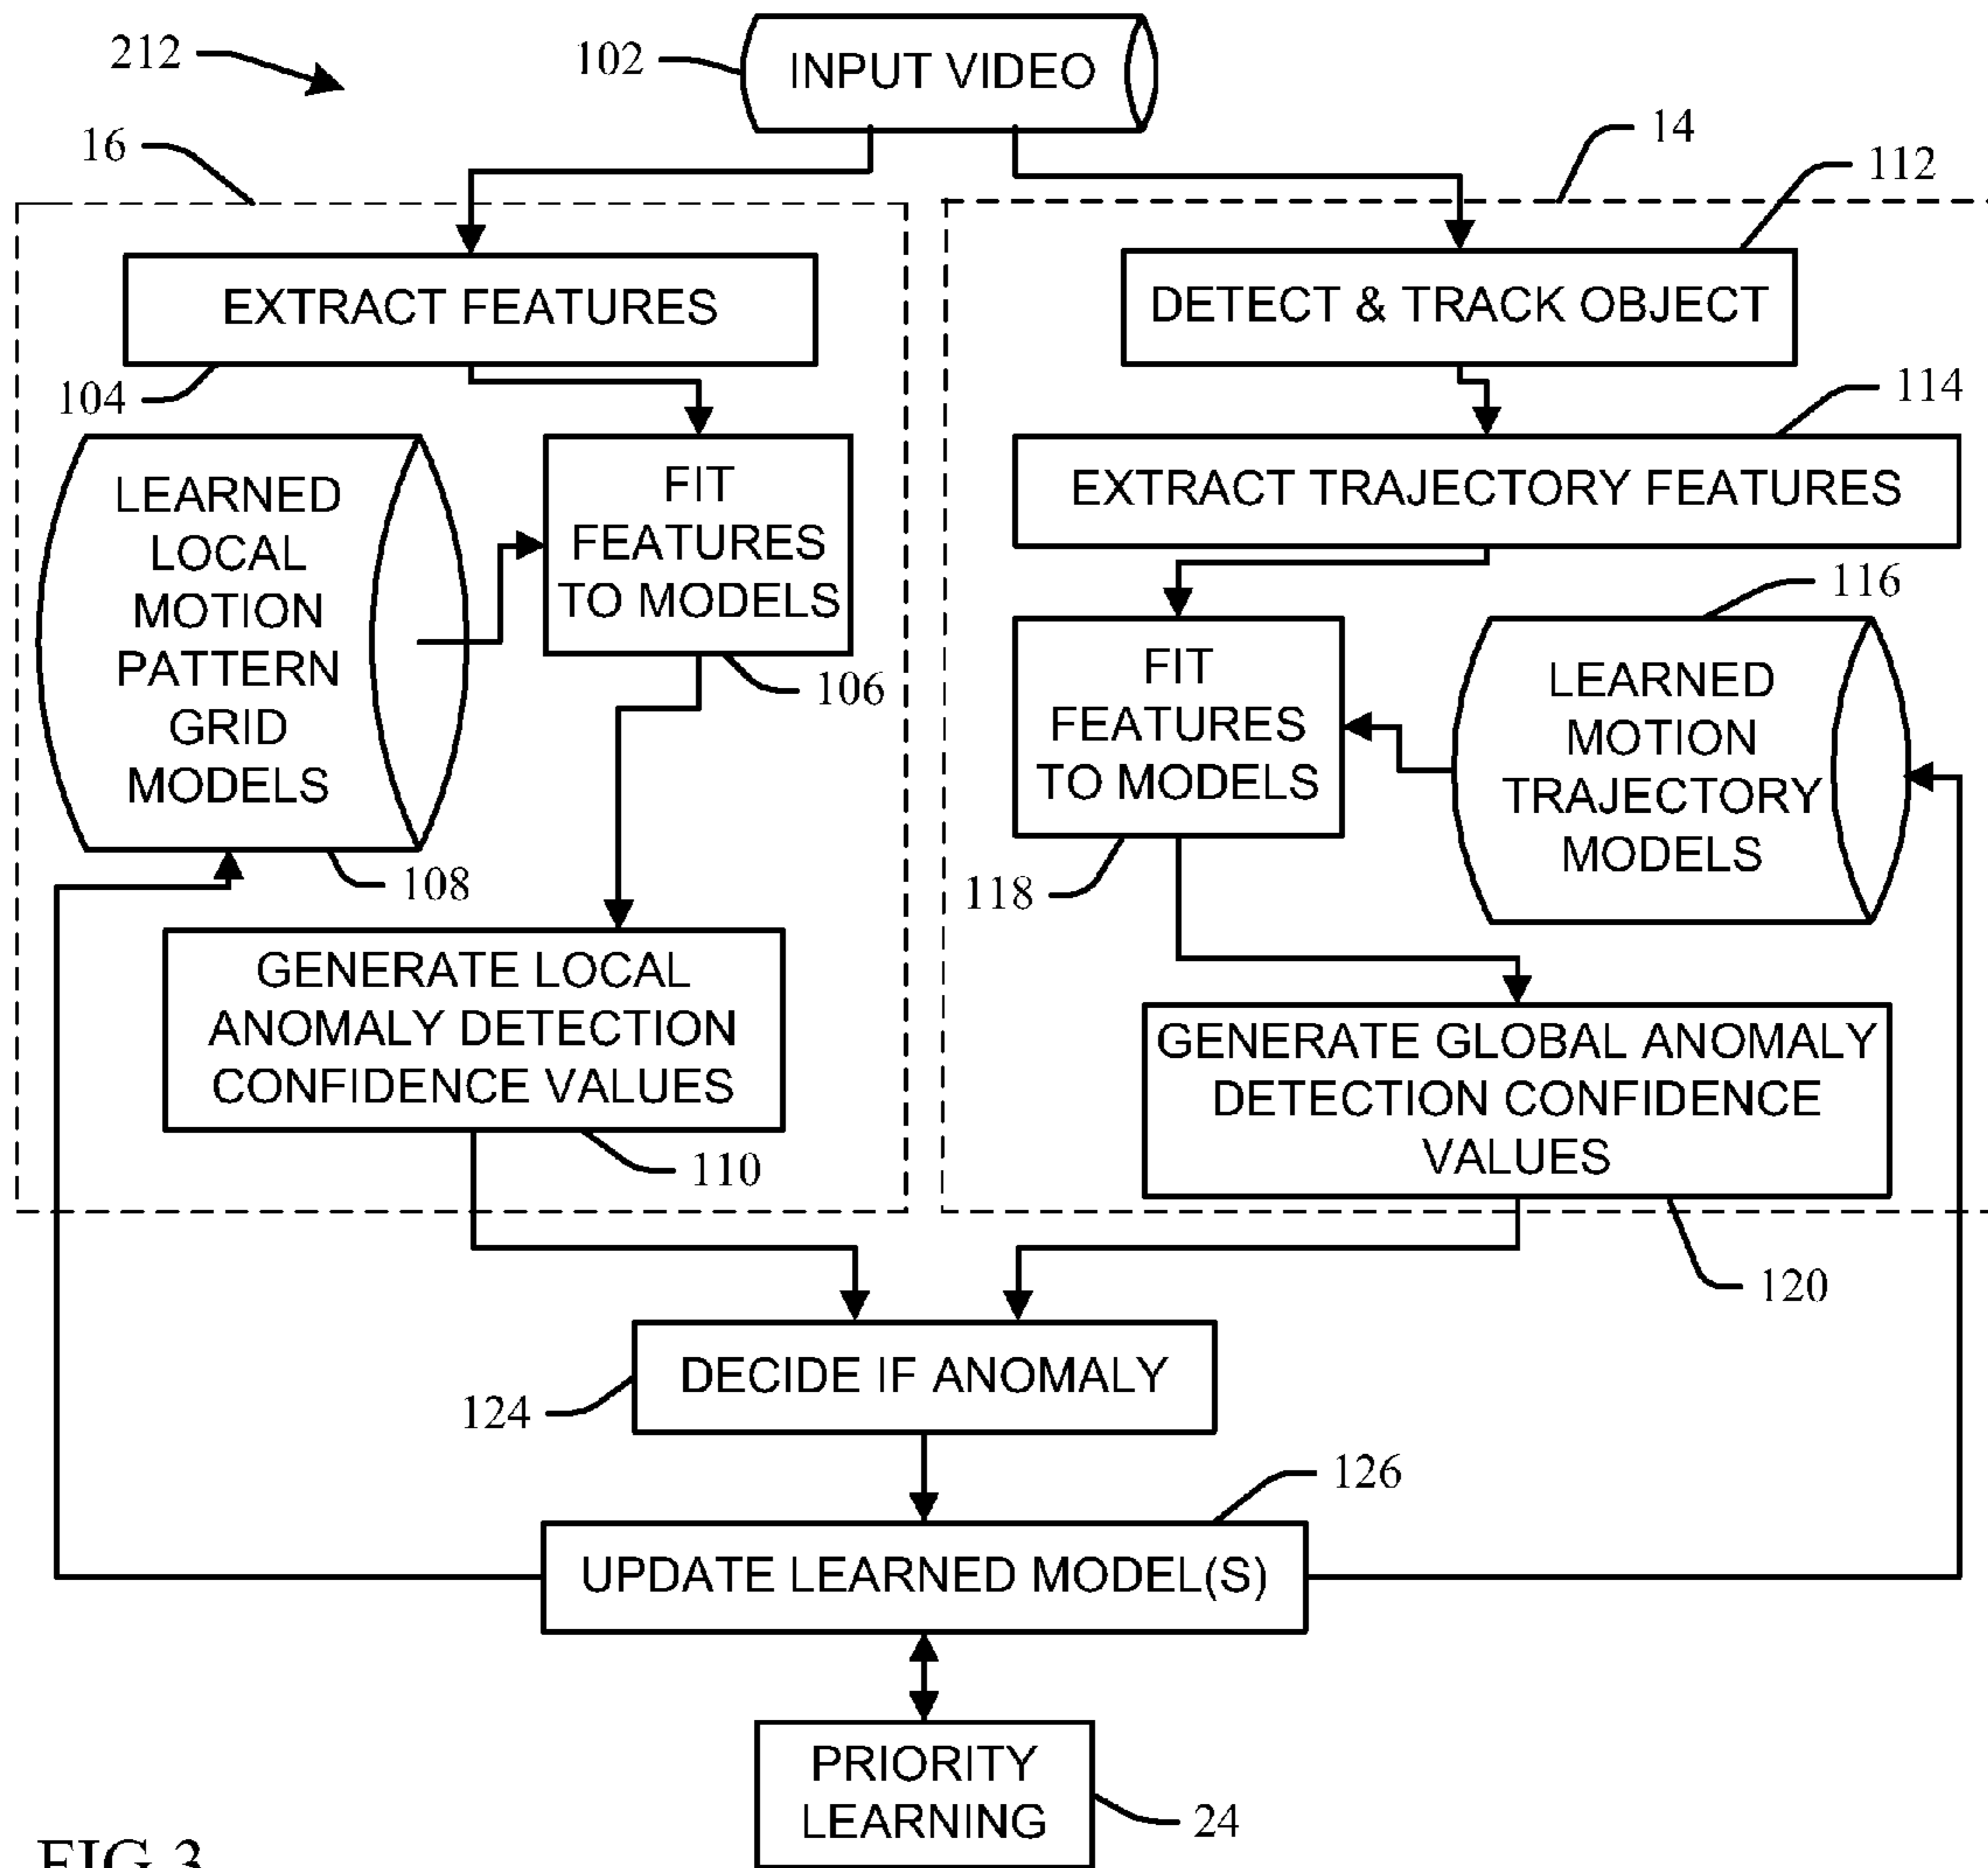 212
102
INPUT VIDEO
16
14
112
EXTRACT FEATURES
104
DETECT & TRACK OBJECT
114
EXTRACT TRAJECTORY FEATURES
LEARNED
LOCAL
MOTION
PATTERN
GRID
MODELS
108
FIT
FEATURES
TO MODELS
106
116
FIT
FEATURES
TO MODELS
118
LEARNED
MOTION
TRAJECTORY
MODELS
GENERATE LOCAL
ANOMALY DETECTION
CONFIDENCE VALUES
110
GENERATE GLOBAL ANOMALY
DETECTION CONFIDENCE
VALUES
120
DECIDE IF ANOMALY
124
126
UPDATE LEARNED MODEL(S)
PRIORITY
LEARNING
24
FIG 3